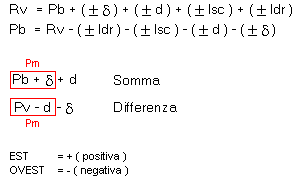 Rv = Pb + ( ± δ ) + ( ± d ) + ( ± lsc ) + ( ± ldr )
Pb = Rv - ( ± ldr ) - ( ± lsc ) - ( ± d ) - ( ± δ )
Pm
Pb + δ + d Somma
Pv - d - δ Differenza
Pm
EST = + ( positiva )
OVEST = - ( negativa )